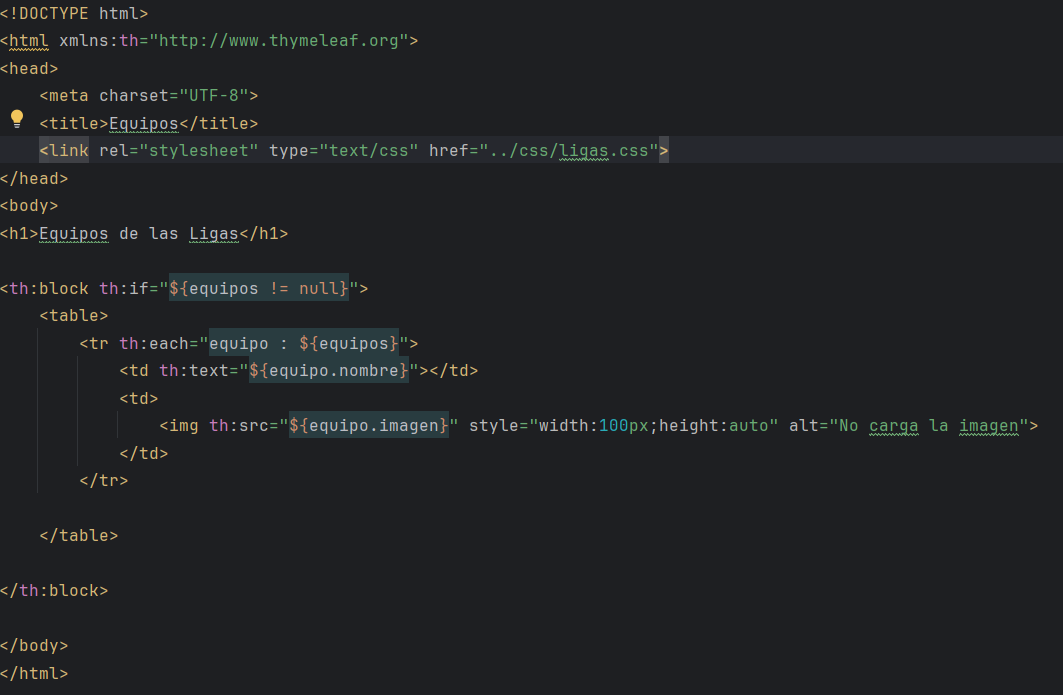 <!DOCTYPE html>
<html xmlns:th="http://www.thymeleaf.org">
<head>
    <meta charset="UTF-8">
    <title>Equipos</title>
    <link rel="stylesheet" type="text/css" href="../css/ligas.css">
</head>
<body>
<h1>Equipos de las Ligas</h1>

<th:block th:if="${equipos != null}">
    <table>
        <tr th:each="equipo : ${equipos}">
            <td th:text="${equipo.nombre}"></td>
            <td>
                <img th:src="${equipo.imagen}" style="width:100px;height:auto" alt="No carga la imagen">
            </td>
        </tr>

    </table>

</th:block>

</body>
</html>